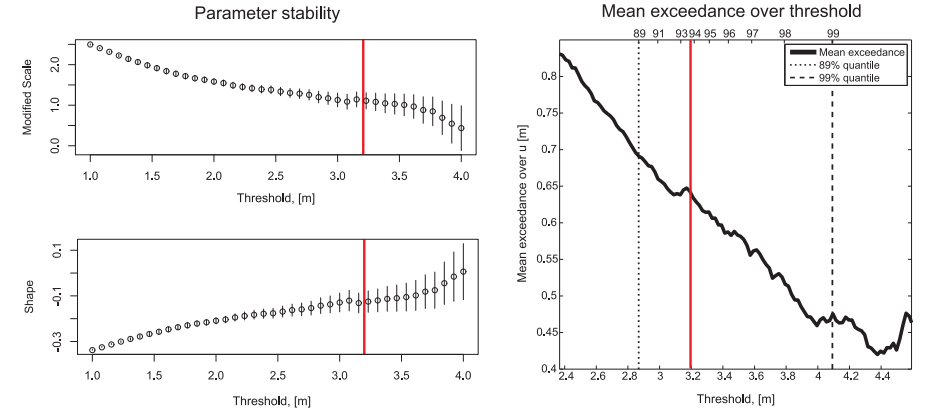 Parameter stability
Modified Scale
2.0
1.0
0.0
1.0 1.5 2.0 2.5 3.0 3.5 4.0
Threshold, [m]
Shape
0.1
-0.1
-0.3
1.0 1.5 2.0 2.5 3.0 3.5 4.0
Threshold, [m]
Mean exceedance over threshold
89 91 93 94 95 96 97 98 99
Mean exceedance
89% quantile
99% quantile
Mean exceedance over u [m]
0.8
0.75
0.7
0.65
0.6
0.55
0.5
0.45
0.4
2.4 2.6 2.8 3 3.2 3.4 3.6 3.8 4 4.2 4.4
Threshold, [m]